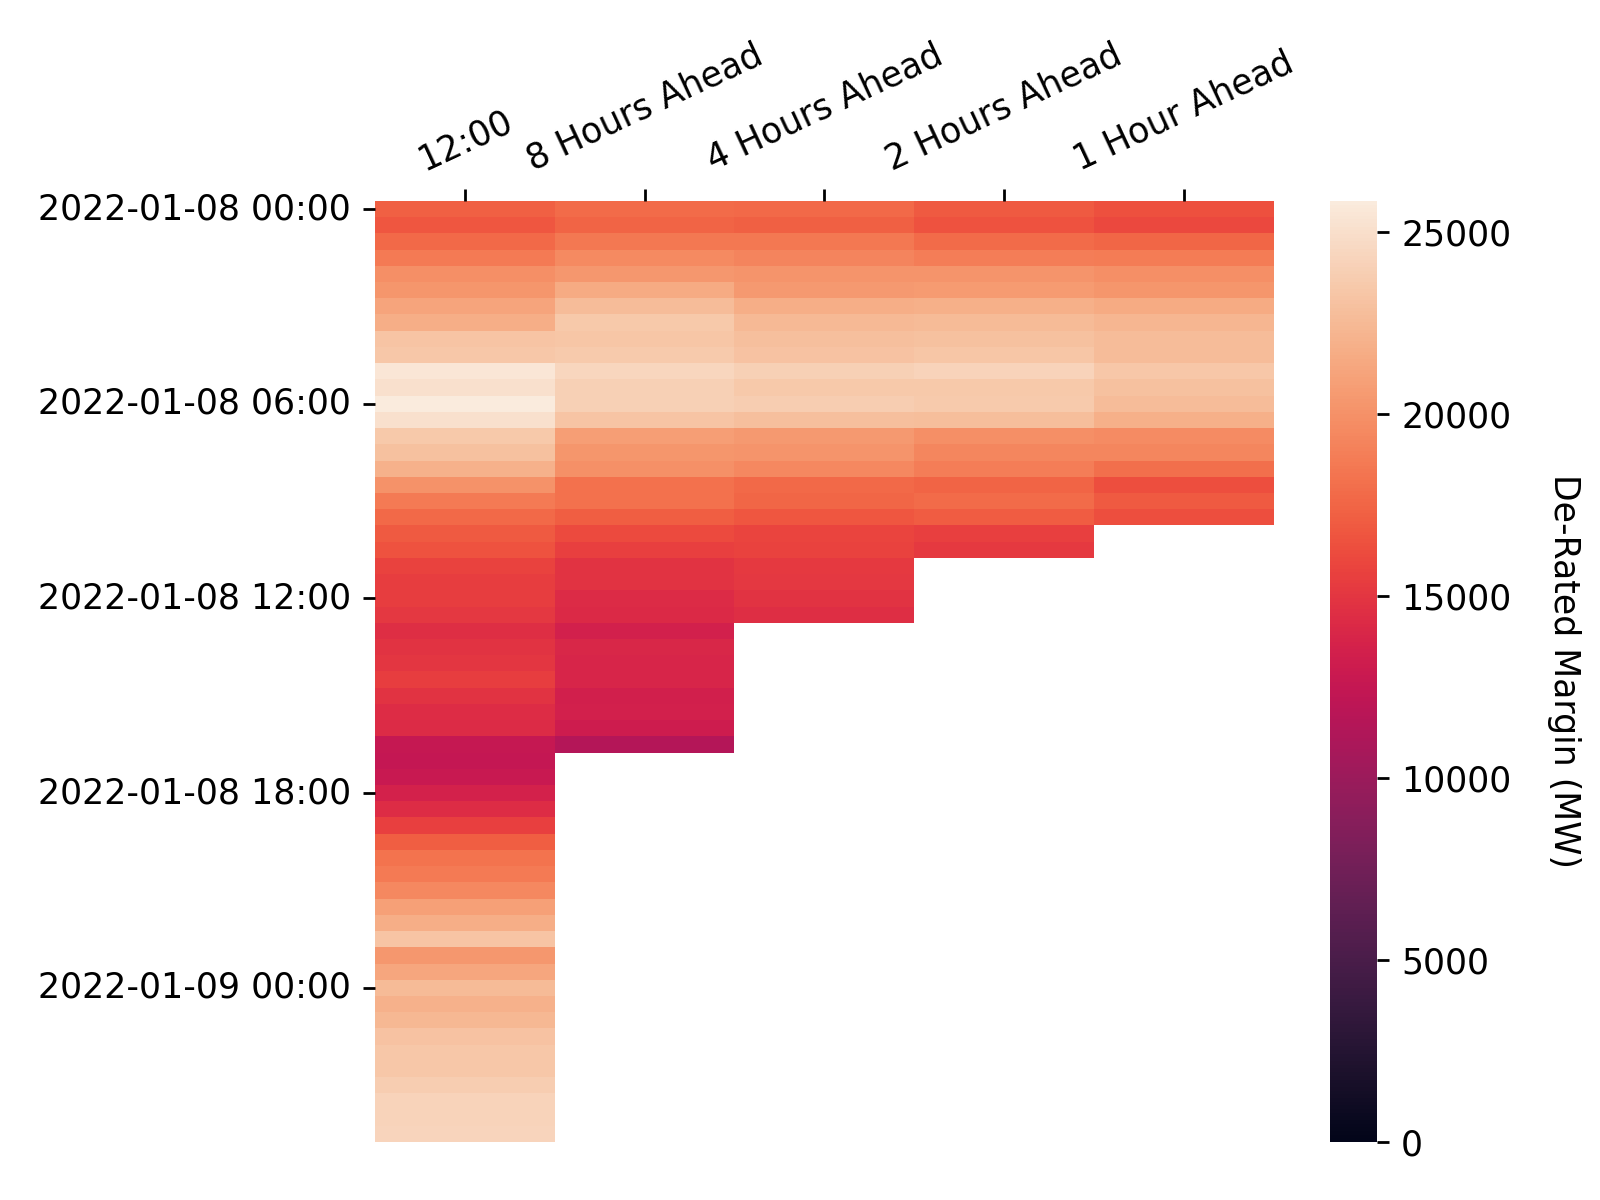 12:00
8 Hours Ahead
4 Hours Ahead
2 Hours Ahead
1 Hour Ahead
2022-01-08 00:00
2022-01-08 06:00
2022-01-08 12:00
2022-01-08 18:00
2022-01-09 00:00
25000
20000
15000
10000
5000
0
De-Rated Margin (MW)